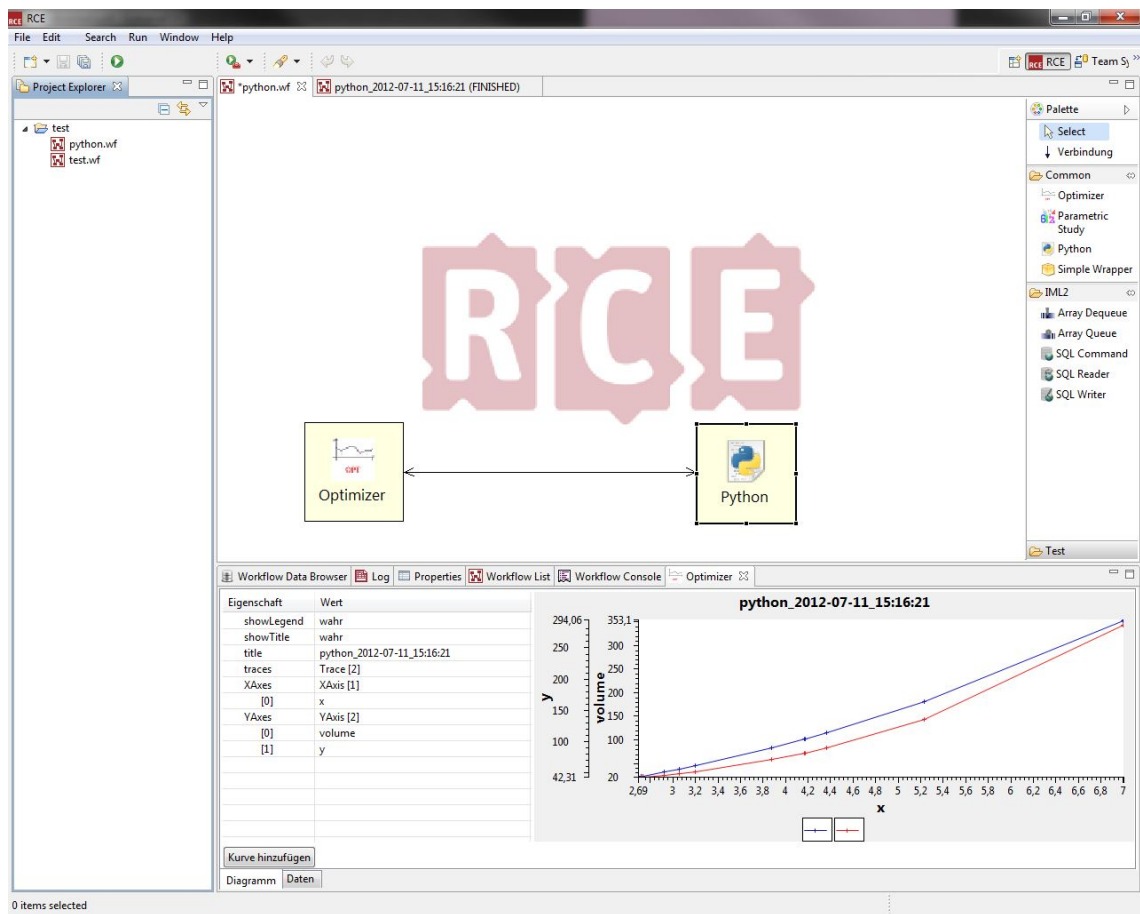 RCE RCE
File Edit Search Run Window Help
RCE RCE Team Sy »
Project Explorer
*python.wf python_2012-07-11_15:16:21 (FINISHED)
test
python.wf
test.wf
Palette
Select
Verbindung
Common
Optimizer
Parametric
Study
Python
Simple Wrapper
IML2
Array Dequeue
Array Queue
SQL Command
SQL Reader
SQL Writer
Test
RCE
OPT
Optimizer
Python
Workflow Data Browser Log Properties Workflow List Workflow Console Optimizer
Eigenschaft Wert
showLegend wahr
showTitle wahr
title python_2012-07-11_15:16:21
traces Trace [2]
XAxes XAxis [1]
[0] x
YAxes YAxis [2]
[0] volume
[1] y
python_2012-07-11_15:16:21
294,06 353,1
250 300
200 250
200
150 150
100 100
42,31 20
y
volume
2,69 3 3,2 3,4 3,6 3,8 4 4,2 4,4 4,6 4,8 5 5,2 5,4 5,6 5,8 6 6,2 6,4 6,6 6,8 7
x
Kurve hinzufügen
Diagramm Daten
0 items selected